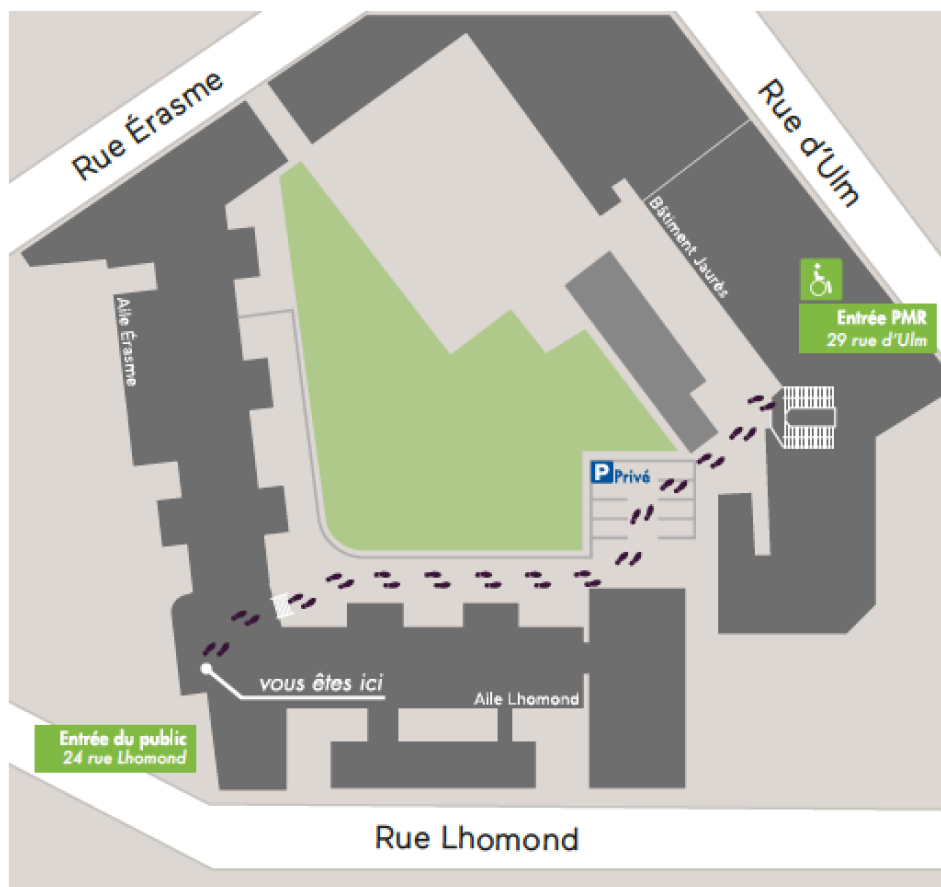 Rue Érasme
Rue d'Ulm
Bâtiment Jaurès
Aile Érasme
Entrée PMR
29 rue d'Ulm
P Privé
vous êtes ici
Aile Lhomond
Entrée du public
24 rue Lhomond
Rue Lhomond